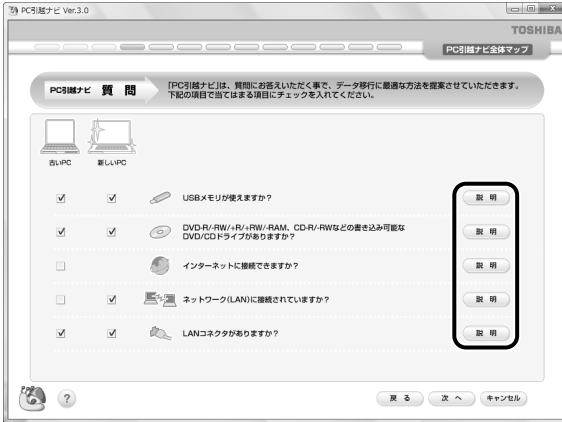 PC引越ナビ Ver.3.0
TOSHIBA
PC引越ナビ全体マップ
PC引越ナビ 質 問
「PC引越ナビ」は、質問にお答えいただく事で、データ移行に最適な方法を提案させていただきます。
下記の項目で当てはまる項目にチェックを入れてください。
古いPC 新しいPC
USBメモリが使えますか? 説 明
DVD-R/-RW/+R/+RW/-RAM、CD-R/-RWなどの書き込み可能な
DVD/CDドライブがありますか? 説 明
インターネットに接続できますか? 説 明
ネットワーク(LAN)に接続されていますか? 説 明
LANコネクタがありますか? 説 明
? 戻 る 次 へ キャンセル